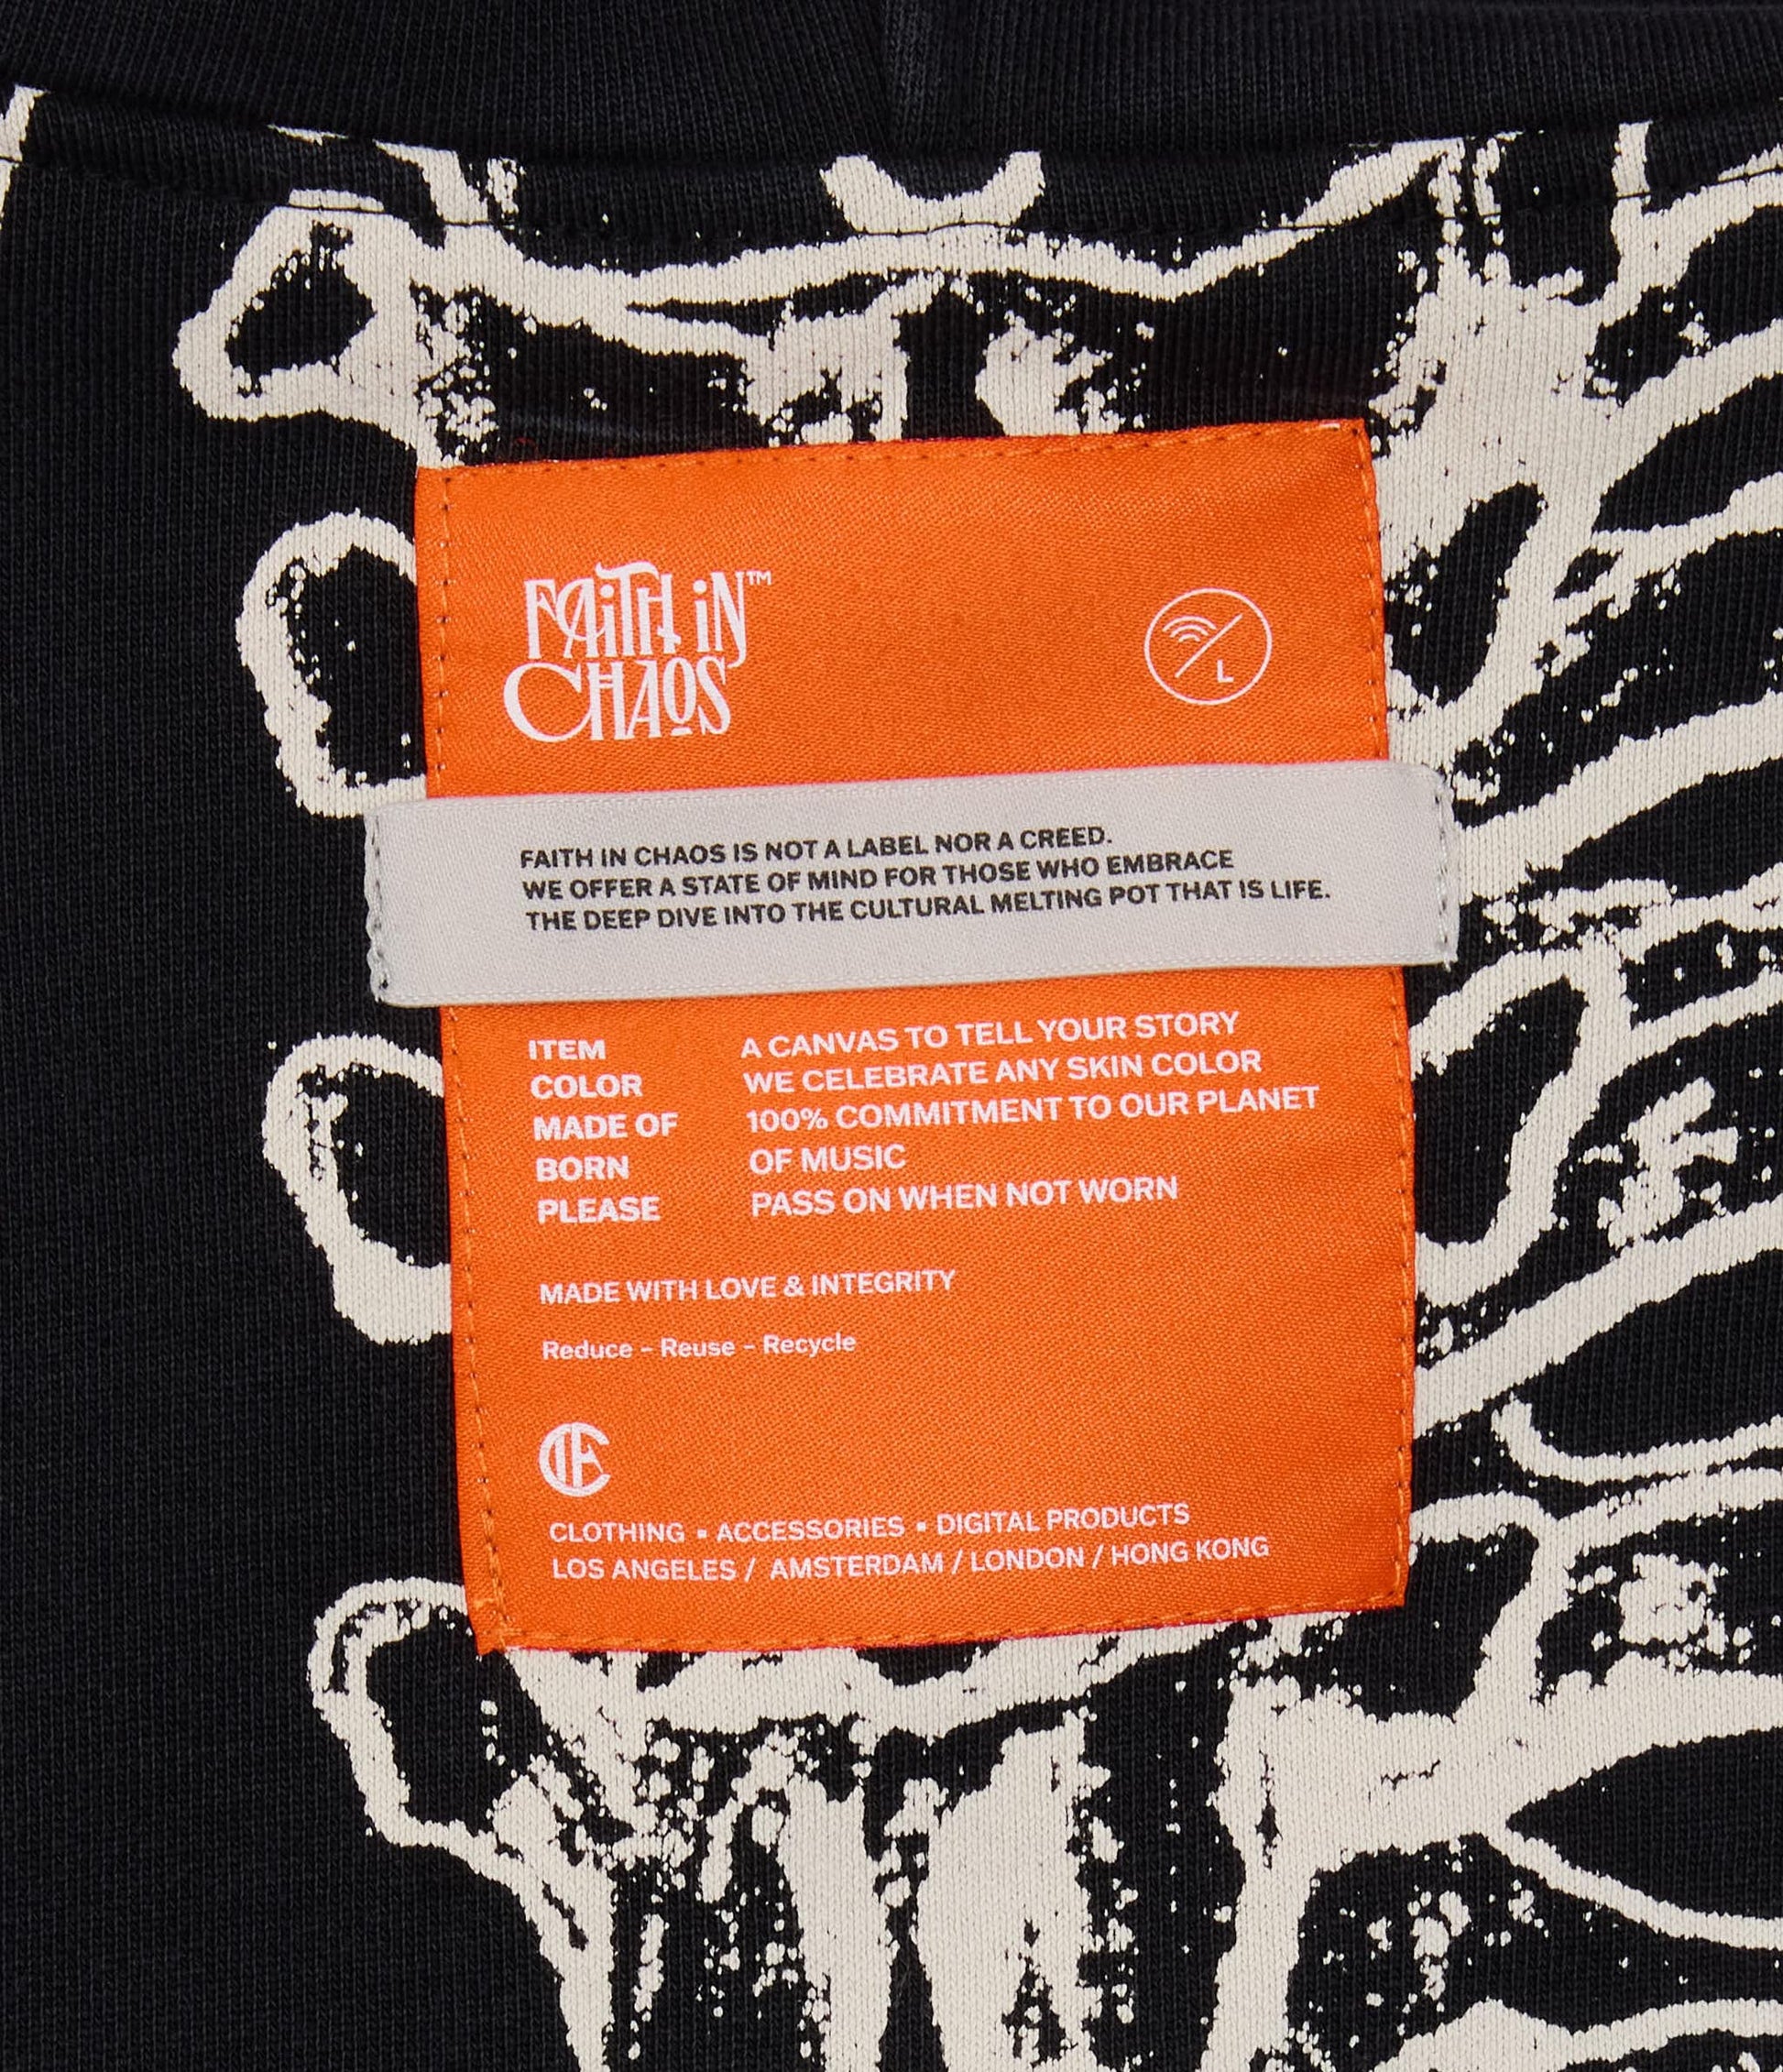 FAITH IN™
CHAOS
L
FAITH IN CHAOS IS NOT A LABEL NOR A CREED.
WE OFFER A STATE OF MIND FOR THOSE WHO EMBRACE
THE DEEP DIVE INTO THE CULTURAL MELTING POT THAT IS LIFE.
ITEM A CANVAS TO TELL YOUR STORY
COLOR WE CELEBRATE ANY SKIN COLOR
MADE OF 100% COMMITMENT TO OUR PLANET
BORN OF MUSIC
PLEASE PASS ON WHEN NOT WORN
MADE WITH LOVE & INTEGRITY
Reduce – Reuse – Recycle
CLOTHING ▪ ACCESSORIES ▪ DIGITAL PRODUCTS
LOS ANGELES / AMSTERDAM / LONDON / HONG KONG